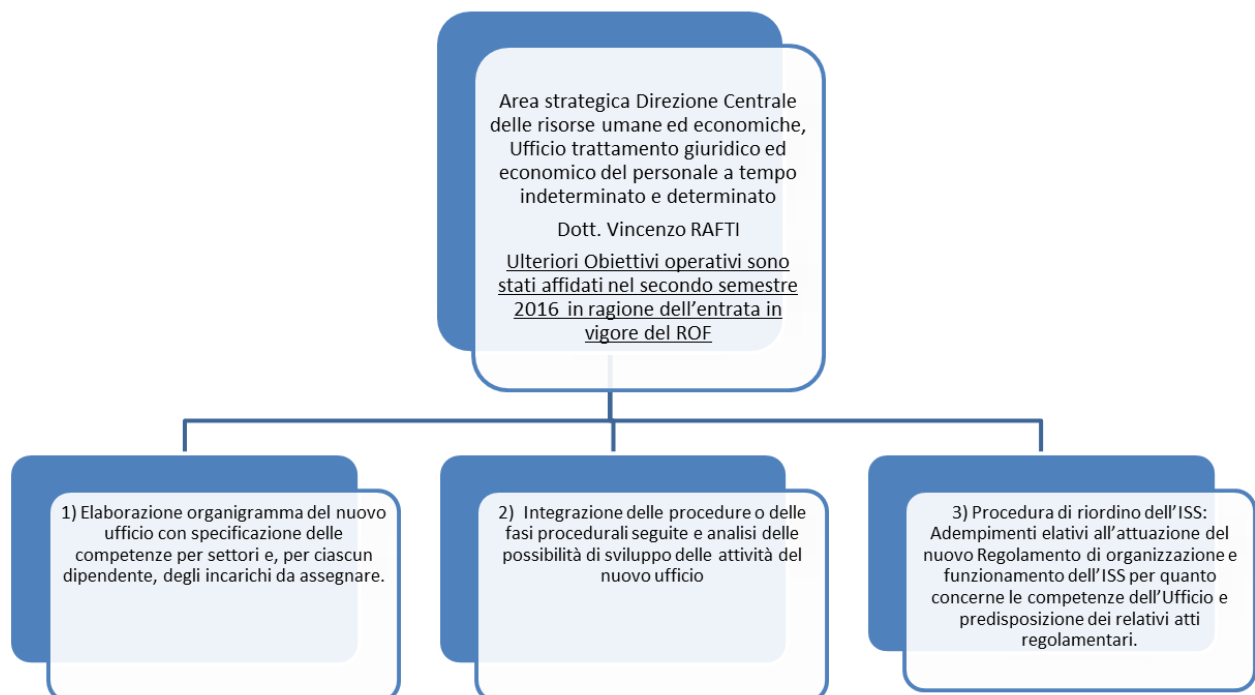 Area strategica Direzione Centrale
delle risorse umane ed economiche,
Ufficio trattamento giuridico ed
economico del personale a tempo
indeterminato e determinato
Dott. Vincenzo RAFTI
Ulteriori Obiettivi operativi sono
stati affidati nel secondo semestre
2016 in ragione dell’entrata in
vigore del ROF
1) Elaborazione organigramma del nuovo
ufficio con specificazione delle
competenze per settori e, per ciascun
dipendente, degli incarichi da assegnare.
2) Integrazione delle procedure o delle
fasi procedurali seguite e analisi delle
possibilità di sviluppo delle attività del
nuovo ufficio
3) Procedura di riordino dell’ISS:
Adempimenti elativi all’attuazione del
nuovo Regolamento di organizzazione e
funzionamento dell’ISS per quanto
concerne le competenze dell’Ufficio e
predisposizione dei relativi atti
regolamentari.